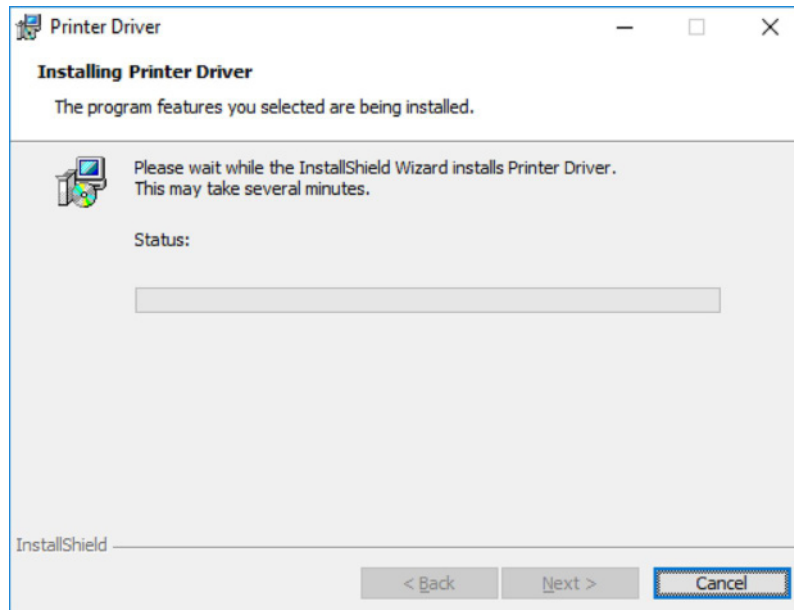 Printer Driver
Installing Printer Driver
The program features you selected are being installed.
Please wait while the InstallShield Wizard installs Printer Driver.
This may take several minutes.
Status:
InstallShield
< Back
Next >
Cancel